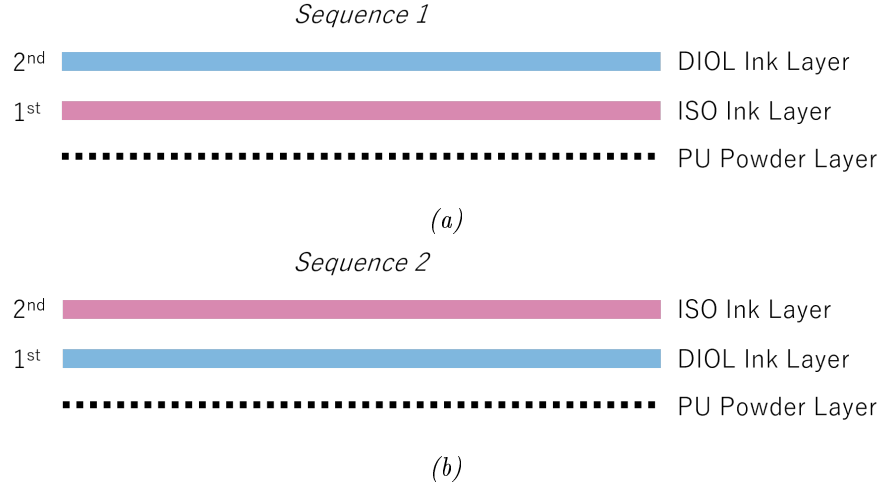 Sequence 1
2nd DIOL Ink Layer
1st ISO Ink Layer
PU Powder Layer
(a)
Sequence 2
2nd ISO Ink Layer
1st DIOL Ink Layer
PU Powder Layer
(b)